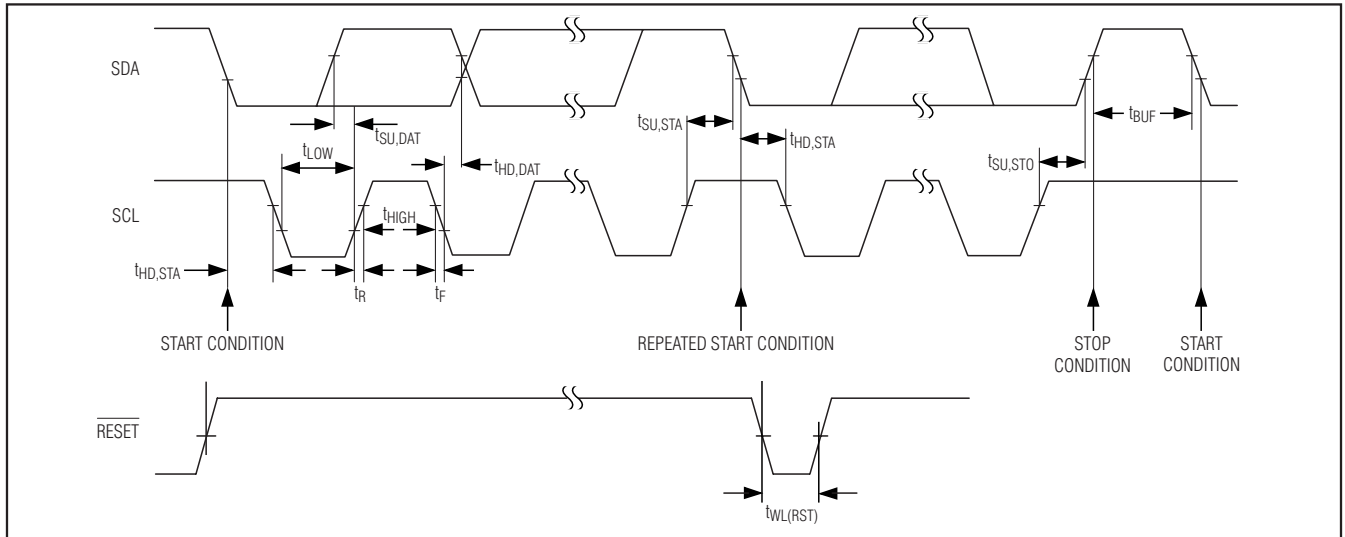 SDA
tSU,STA
tBUF
tSU,DAT
tHD,STA
tLOW
tHD,DAT
tSU,STO
SCL
tHIGH
tHD,STA
tR
tF
START CONDITION
REPEATED START CONDITION
STOP
CONDITION
START
CONDITION
RESET
tWL(RST)